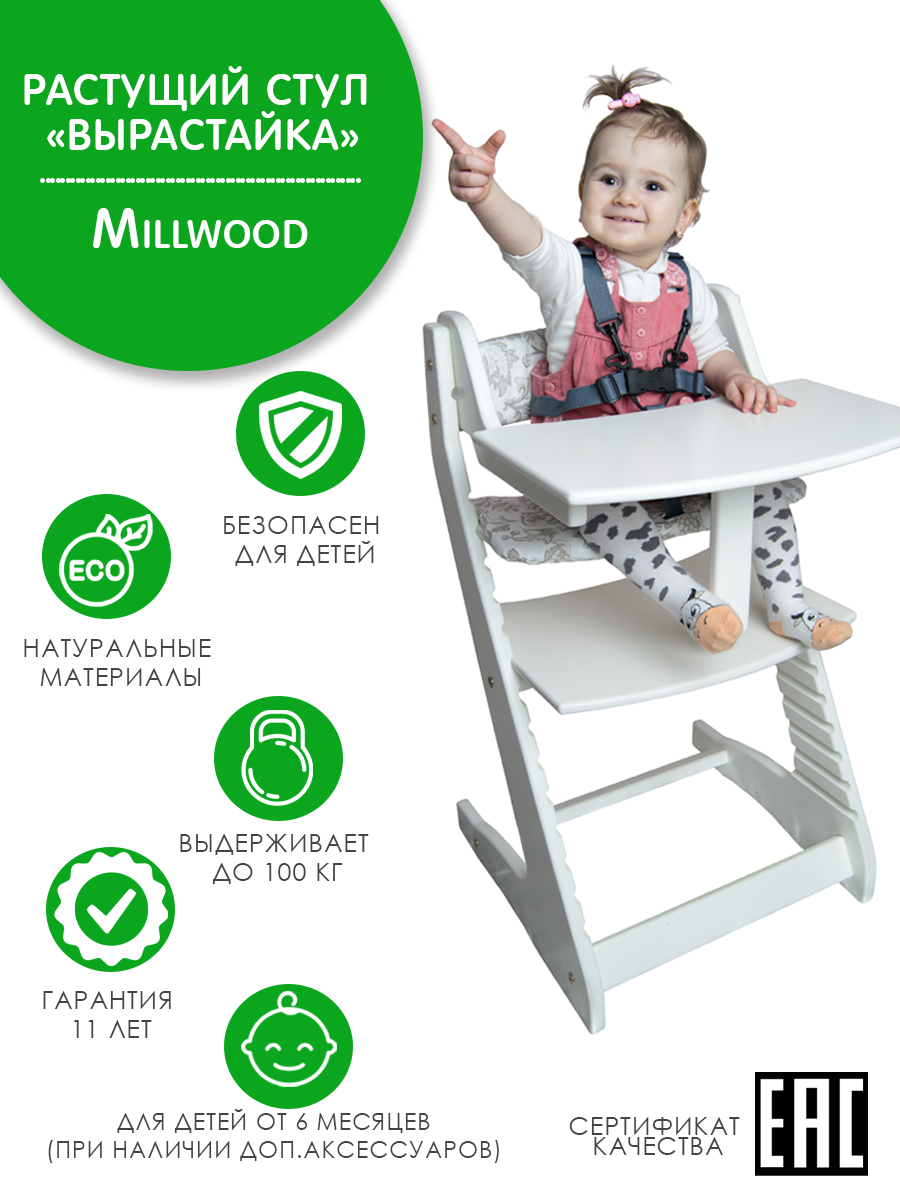 РАСТУЩИЙ СТУЛ
«ВЫРАСТАЙКА»
MILLWOOD
БЕЗОПАСЕН
ДЛЯ ДЕТЕЙ
ECO
НАТУРАЛЬНЫЕ
МАТЕРИАЛЫ
ВЫДЕРЖИВАЕТ
ДО 100 КГ
ГАРАНТИЯ
11 ЛЕТ
ДЛЯ ДЕТЕЙ ОТ 6 МЕСЯЦЕВ
(ПРИ НАЛИЧИИ ДОП.АКСЕССУАРОВ)
СЕРТИФИКАТ
КАЧЕСТВА
EAC